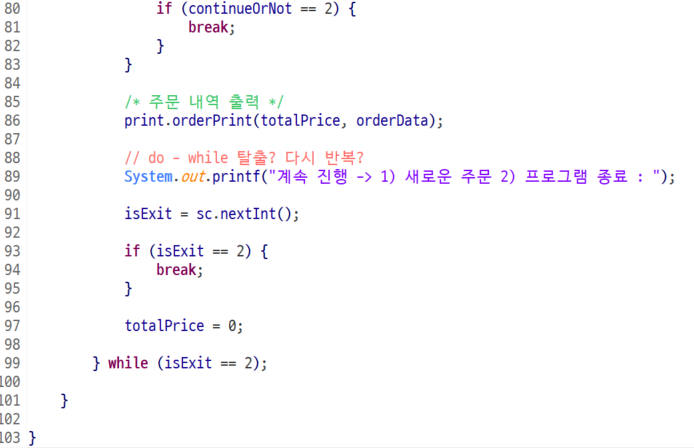 80                if (continueOrNot == 2) {
81                    break;
82                }
83            }
84
85            /* 주문 내역 출력 */
86            print.orderPrint(totalPrice, orderData);
87
88            // do - while 탈출? 다시 반복?
89            System.out.printf("계속 진행 -> 1) 새로운 주문 2) 프로그램 종료 : ");
90
91            isExit = sc.nextInt();
92
93            if (isExit == 2) {
94                break;
95            }
96
97            totalPrice = 0;
98
99        } while (isExit == 2);
100
101    }
102
103 }